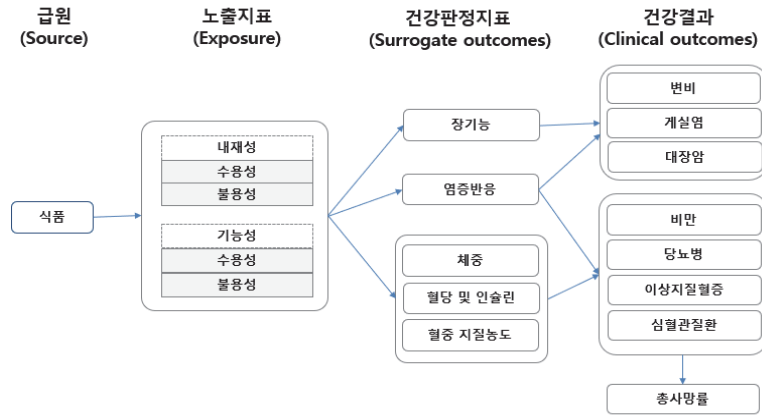 급원
(Source)
노출지표
(Exposure)
건강판정지표
(Surrogate outcomes)
건강결과
(Clinical outcomes)
식품
내재성
수용성
불용성
기능성
수용성
불용성
장기능
염증반응
체중
혈당 및 인슐린
혈중 지질농도
변비
게실염
대장암
비만
당뇨병
이상지질혈증
심혈관질환
총사망률